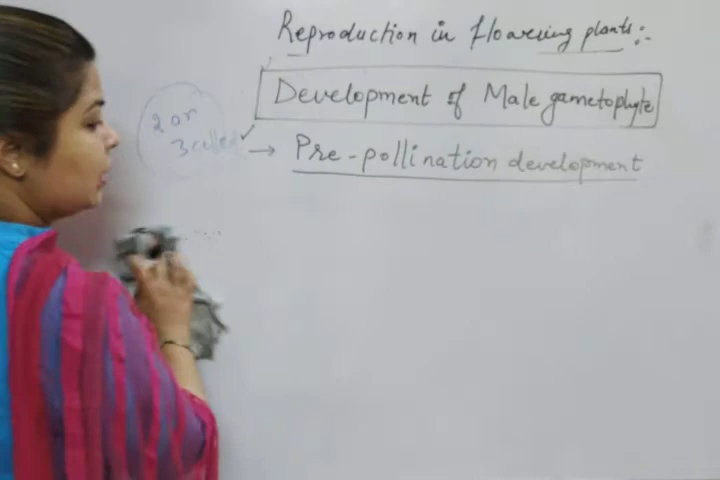 Reproduction in flowering plants :-
Development of Male gametophyte
2 or
3 celled
→ Pre-pollination development